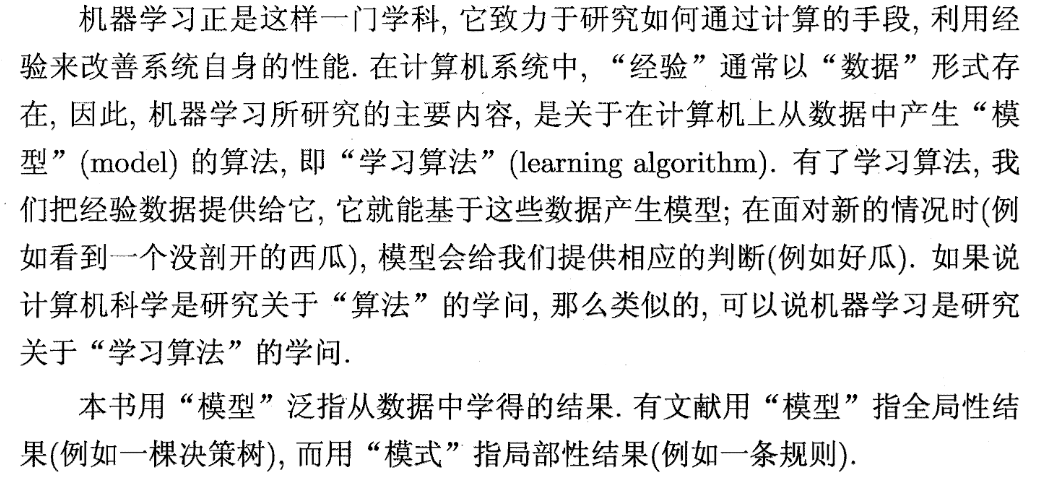 机器学习正是这样一门学科, 它致力于研究如何通过计算的手段, 利用经
验来改善系统自身的性能. 在计算机系统中, “经验”通常以“数据”形式存
在, 因此, 机器学习所研究的主要内容, 是关于在计算机上从数据中产生“模
型”(model) 的算法, 即“学习算法”(learning algorithm). 有了学习算法, 我
们把经验数据提供给它, 它就能基于这些数据产生模型; 在面对新的情况时(例
如看到一个没剖开的西瓜), 模型会给我们提供相应的判断(例如好瓜). 如果说
计算机科学是研究关于“算法”的学问, 那么类似的, 可以说机器学习是研究
关于“学习算法”的学问.
本书用“模型”泛指从数据中学得的结果. 有文献用“模型”指全局性结
果(例如一棵决策树), 而用“模式”指局部性结果(例如一条规则).